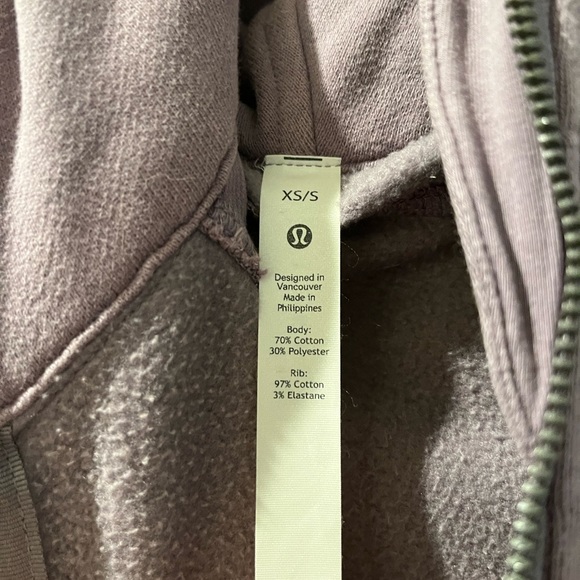 XS/S
Designed in
Vancouver
Made in
Philippines
Body:
70% Cotton
30% Polyester
Rib:
97% Cotton
3% Elastane